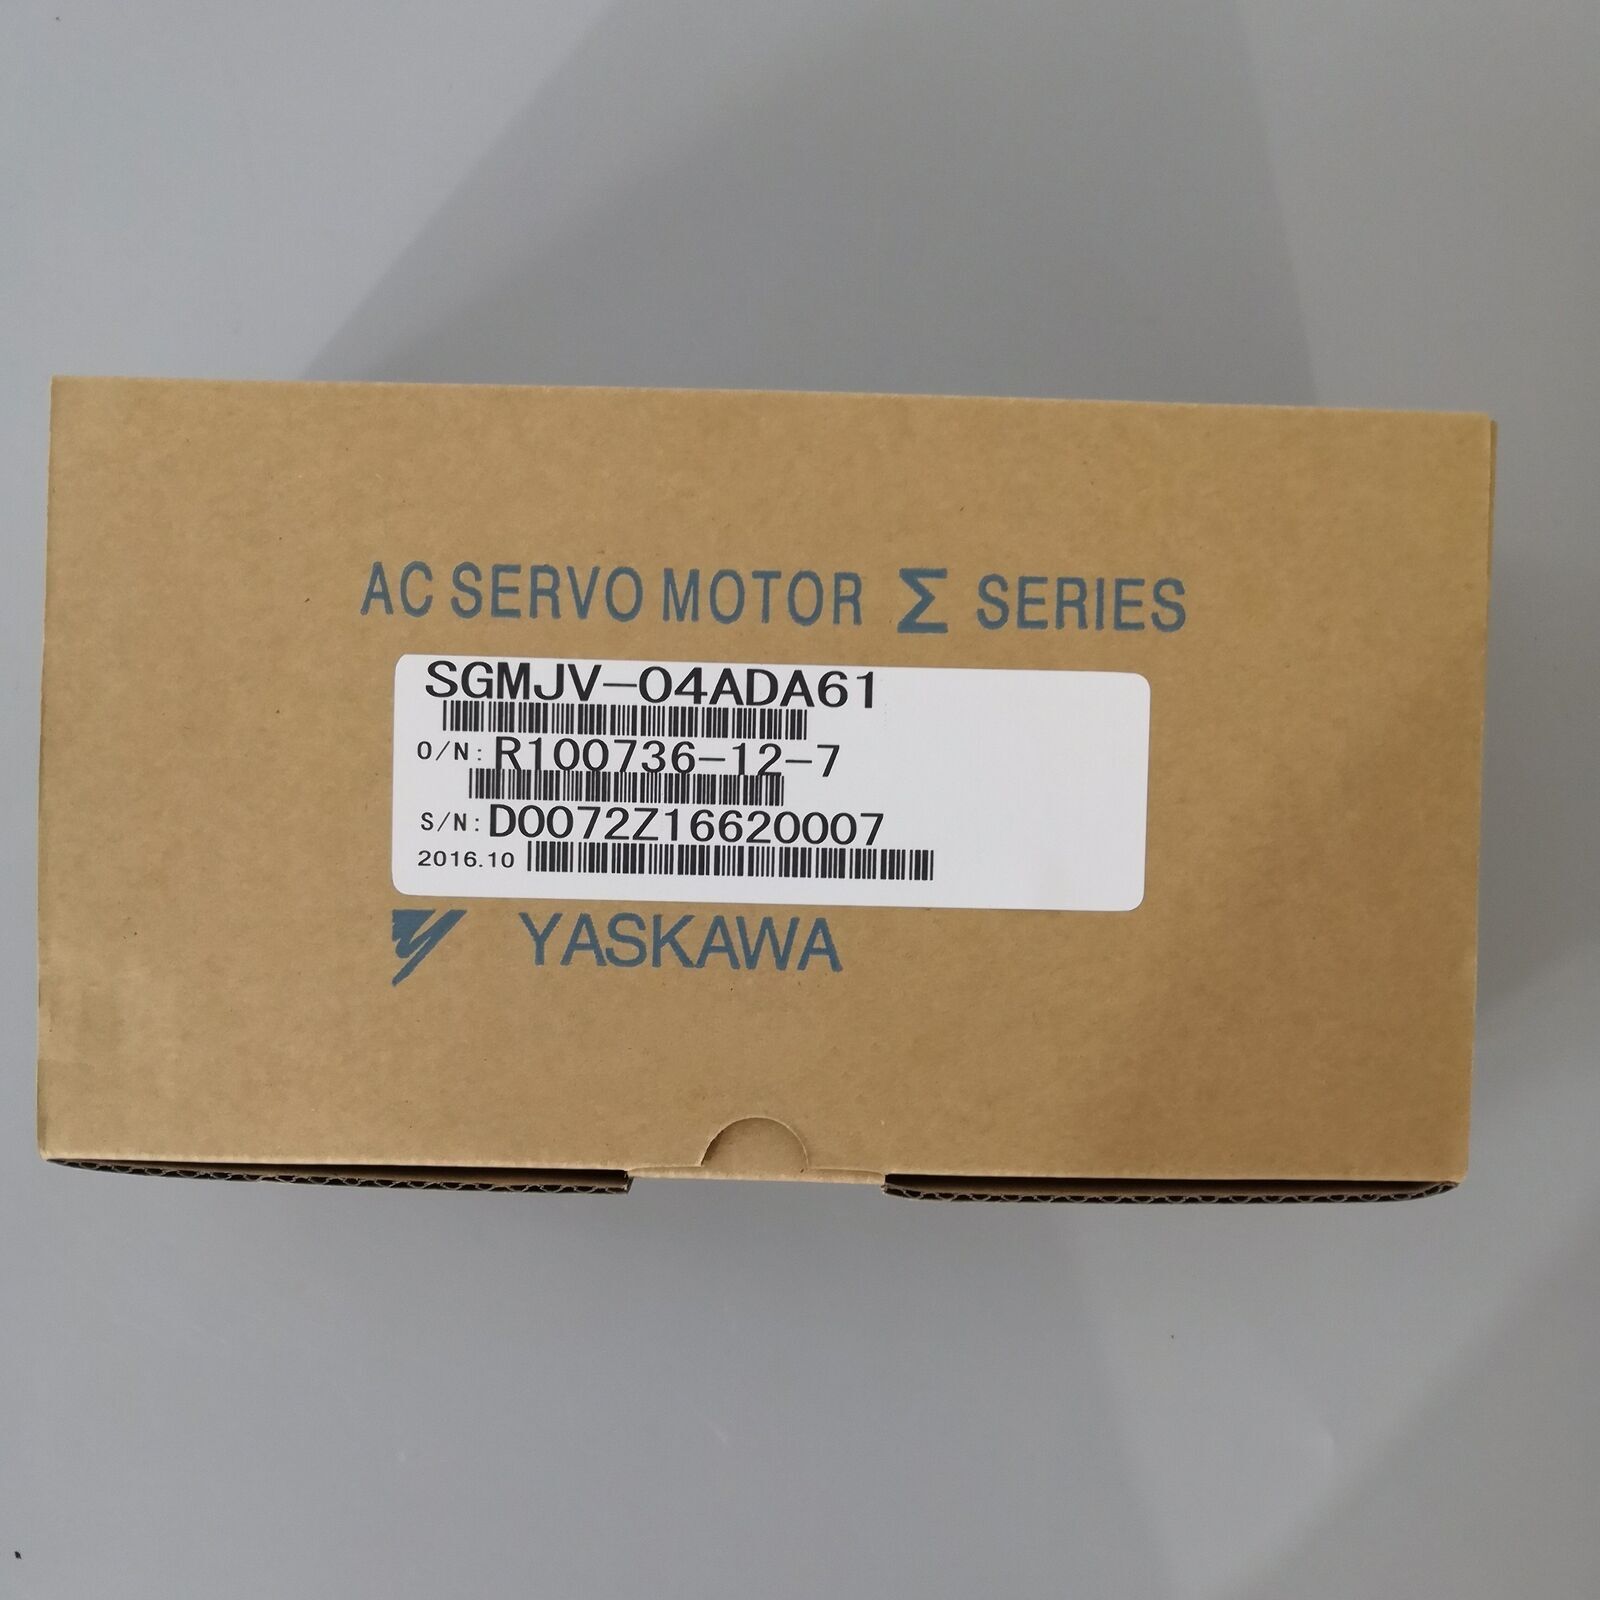 AC SERVO MOTOR Σ SERIES
SGMJV-04ADA61
O/N: R100736-12-7
S/N: D0072Z16620007
2016.10
YASKAWA